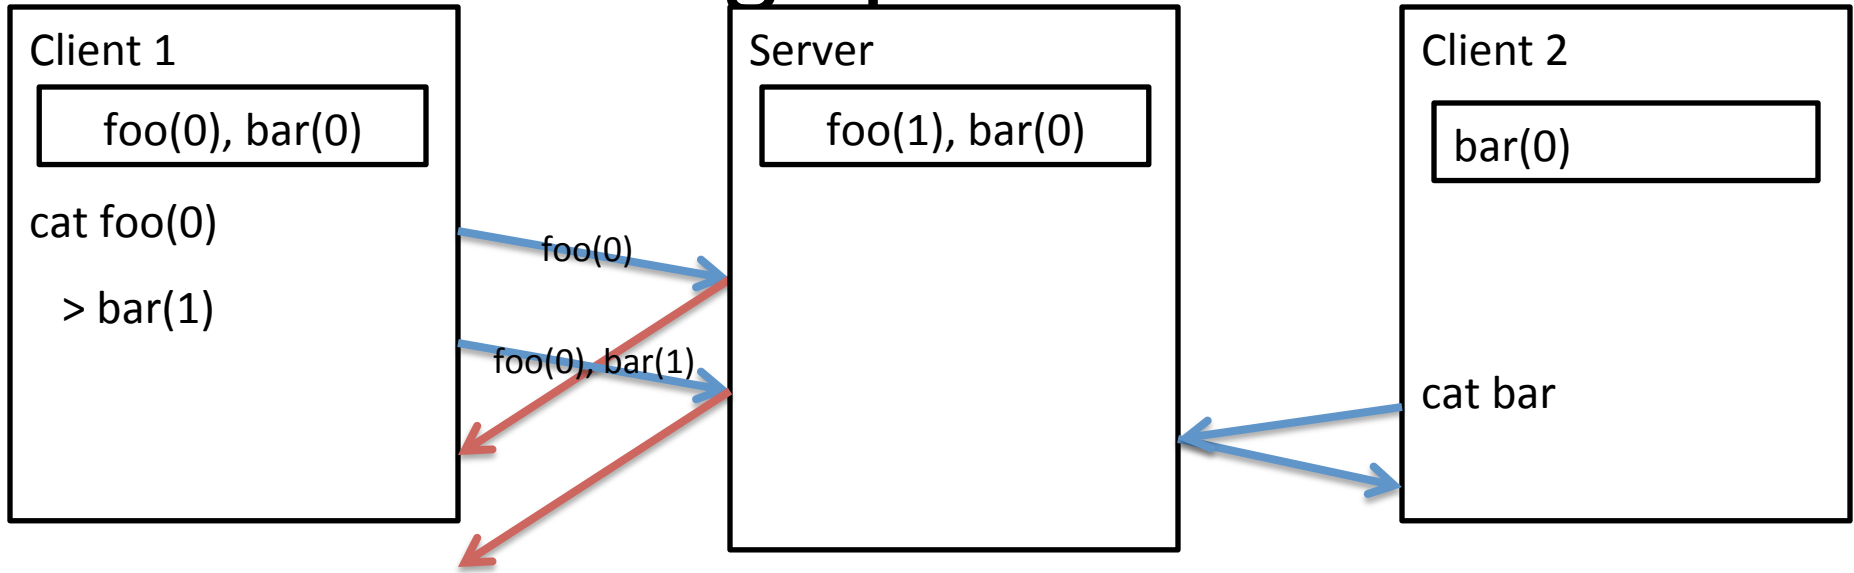 Client 1
foo(0), bar(0)
cat foo(0)
> bar(1)
foo(0)
foo(0), bar(1)
Server
foo(1), bar(0)
Client 2
bar(0)
cat bar